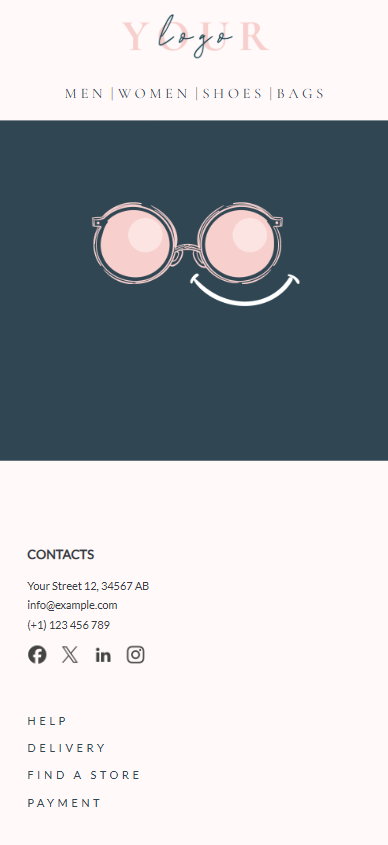 YOUR
logo
MEN |WOMEN |SHOES |BAGS
CONTACTS
Your Street 12, 34567 AB
info@example.com
(+1) 123 456 789
HELP
DELIVERY
FIND A STORE
PAYMENT